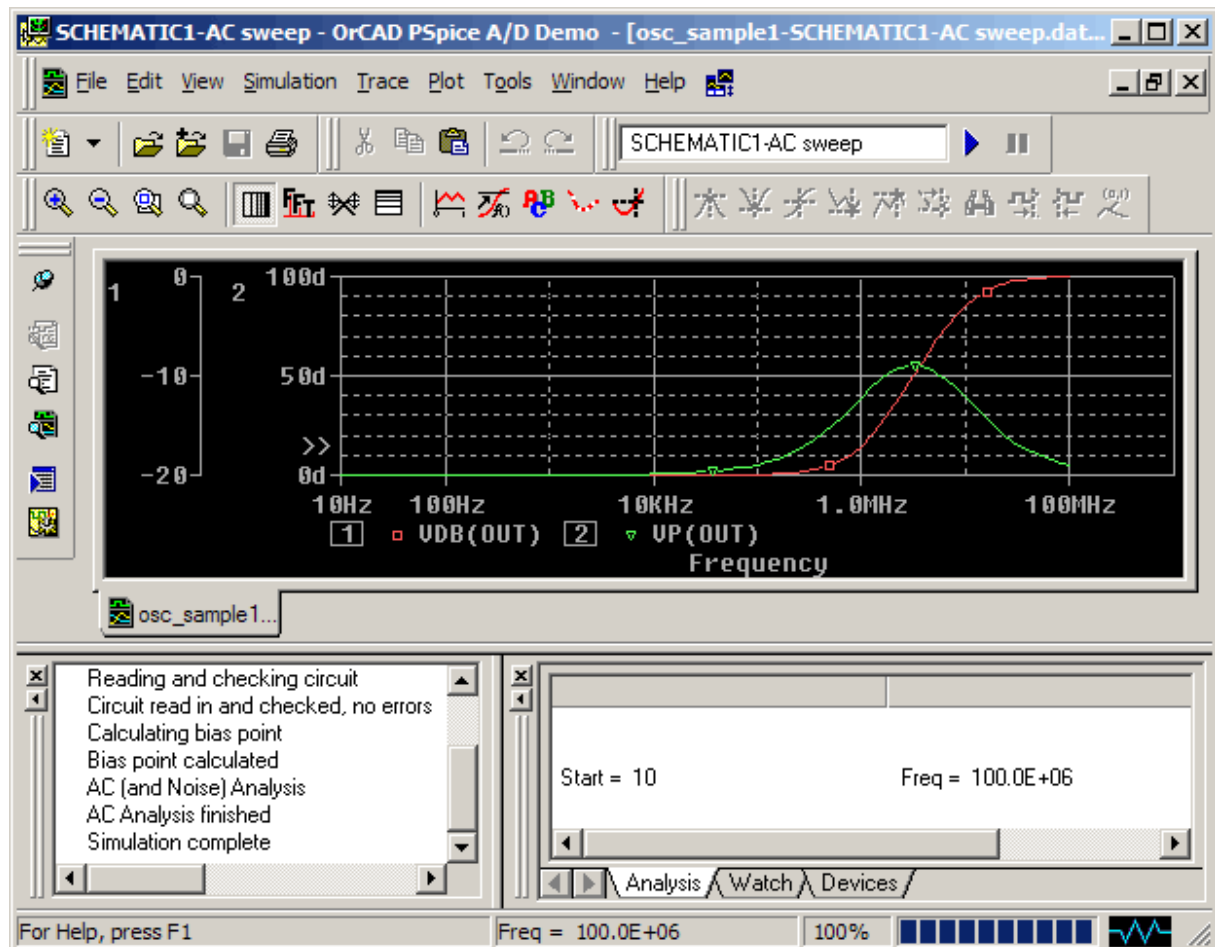 SCHEMATIC1-AC sweep - OrCAD PSpice A/D Demo - [osc_sample1-SCHEMATIC1-AC sweep.dat...
File Edit View Simulation Trace Plot Tools Window Help
SCHEMATIC1-AC sweep
FFT
1 0 2 100d
-10 50d
>>
-20 0d
10Hz 100Hz 10KHz 1.0MHz 100MHz
1 VDB(OUT) 2 VP(OUT)
Frequency
osc_sample1...
Reading and checking circuit
Circuit read in and checked, no errors
Calculating bias point
Bias point calculated
AC (and Noise) Analysis
AC Analysis finished
Simulation complete
Start = 10 Freq = 100.0E+06
Analysis Watch Devices
For Help, press F1 Freq = 100.0E+06 100%